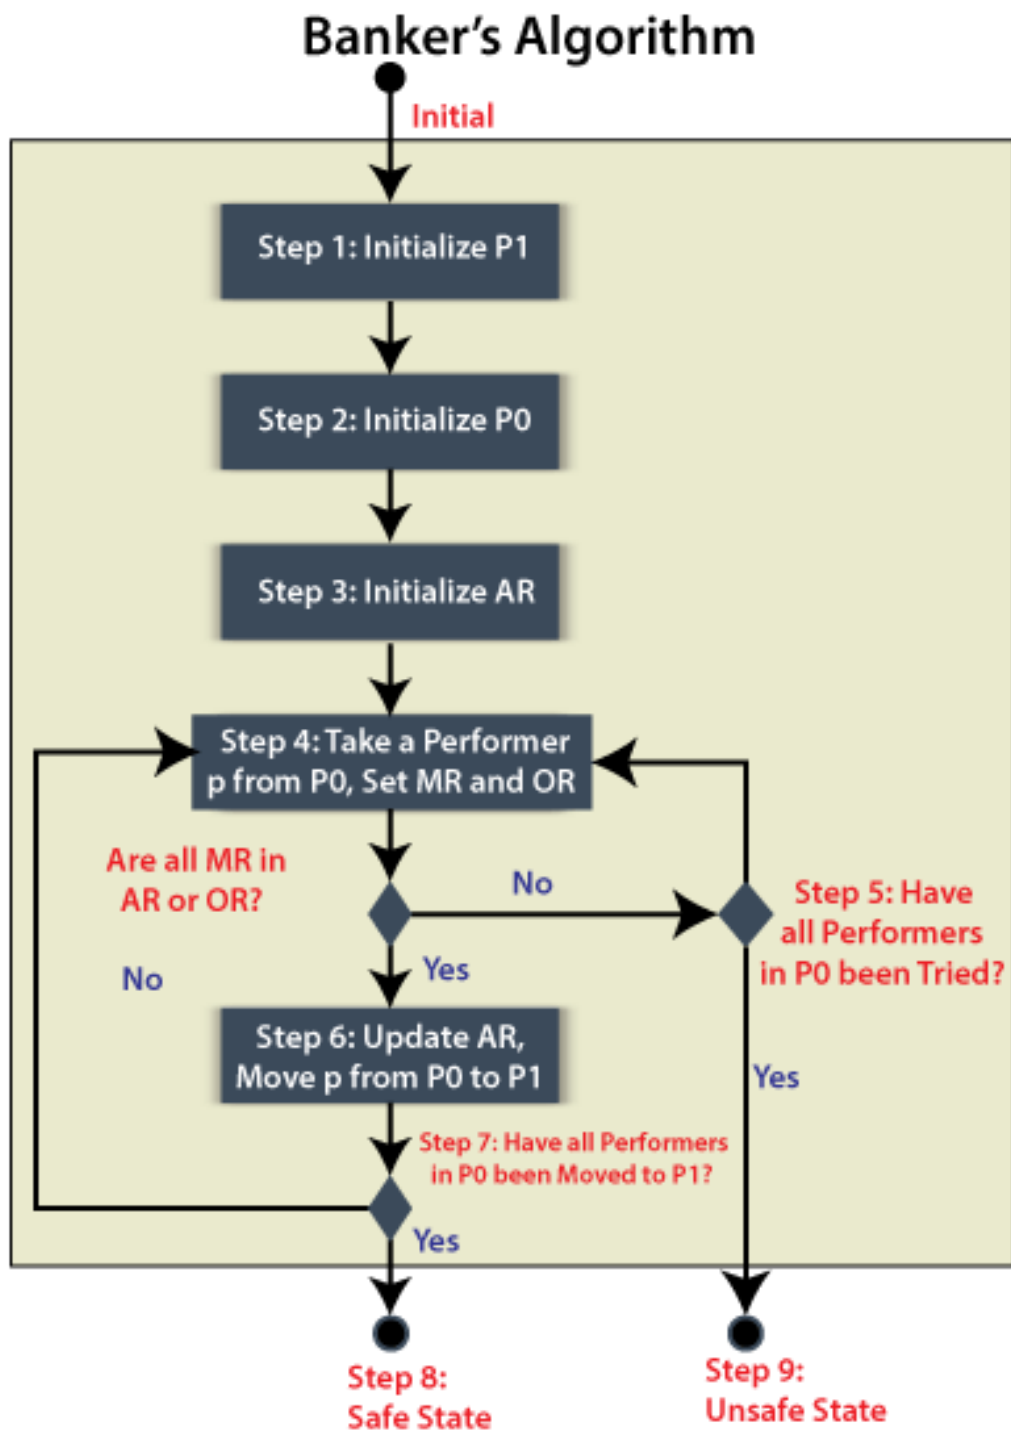 Banker's Algorithm
Initial
Step 1: Initialize P1
Step 2: Initialize P0
Step 3: Initialize AR
Step 4: Take a Performer
p from P0, Set MR and OR
Are all MR in
AR or OR?
No
Step 5: Have
all Performers
in P0 been Tried?
No
Yes
Step 6: Update AR,
Move p from P0 to P1
Yes
Step 7: Have all Performers
in P0 been Moved to P1?
Yes
Step 8:
Safe State
Step 9:
Unsafe State